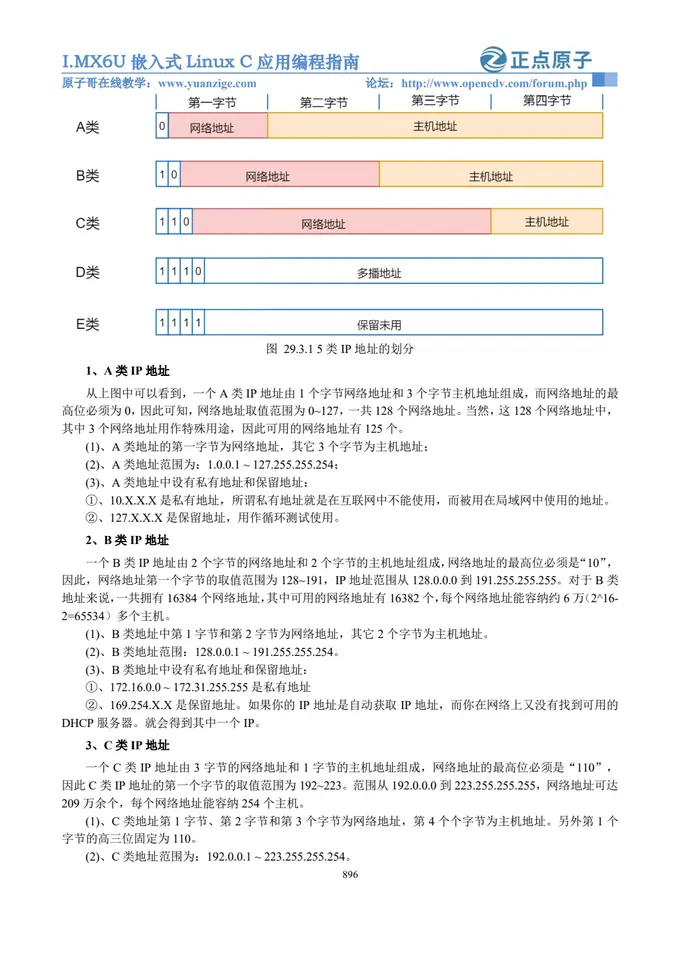 I.MX6U 嵌入式 Linux C 应用编程指南
正点原子
原子哥在线教学：www.yuanzige.com 论坛：http://www.openedv.com/forum.php
第一字节 第二字节 第三字节 第四字节
A类 0 网络地址 主机地址
B类 1 0 网络地址 主机地址
C类 1 1 0 网络地址 主机地址
D类 1 1 1 0 多播地址
E类 1 1 1 1 保留未用
图 29.3.1 5 类 IP 地址的划分
1、A 类 IP 地址
从上图中可以看到，一个 A 类 IP 地址由 1 个字节网络地址和 3 个字节主机地址组成，而网络地址的最
高位必须为 0，因此可知，网络地址取值范围为 0~127，一共 128 个网络地址。当然，这 128 个网络地址中，
其中 3 个网络地址用作特殊用途，因此可用的网络地址有 125 个。
(1)、A 类地址的第一字节为网络地址，其它 3 个字节为主机地址；
(2)、A 类地址范围为：1.0.0.1 ~ 127.255.255.254；
(3)、A 类地址中设有私有地址和保留地址：
①、10.X.X.X 是私有地址，所谓私有地址就是在互联网中不能使用，而被用在局域网中使用的地址。
②、127.X.X.X 是保留地址，用作循环测试使用。
2、B 类 IP 地址
一个 B 类 IP 地址由 2 个字节的网络地址和 2 个字节的主机地址组成，网络地址的最高位必须是“10”，
因此，网络地址第一个字节的取值范围为 128~191，IP 地址范围从 128.0.0.0 到 191.255.255.255。对于 B 类
地址来说，一共拥有 16384 个网络地址，其中可用的网络地址有 16382 个，每个网络地址能容纳约 6 万（2^16-
2=65534）多个主机。
(1)、B 类地址中第 1 字节和第 2 字节为网络地址，其它 2 个字节为主机地址。
(2)、B 类地址范围：128.0.0.1 ~ 191.255.255.254。
(3)、B 类地址中设有私有地址和保留地址：
①、172.16.0.0 ~ 172.31.255.255 是私有地址
②、169.254.X.X 是保留地址。如果你的 IP 地址是自动获取 IP 地址，而你在网络上又没有找到可用的
DHCP 服务器。就会得到其中一个 IP。
3、C 类 IP 地址
一个 C 类 IP 地址由 3 字节的网络地址和 1 字节的主机地址组成，网络地址的最高位必须是“110”，
因此 C 类 IP 地址的第一个字节的取值范围为 192~223。范围从 192.0.0.0 到 223.255.255.255，网络地址可达
209 万余个，每个网络地址能容纳 254 个主机。
(1)、C 类地址第 1 字节、第 2 字节和第 3 个字节为网络地址，第 4 个个字节为主机地址。另外第 1 个
字节的高三位固定为 110。
(2)、C 类地址范围为：192.0.0.1 ~ 223.255.255.254。
896